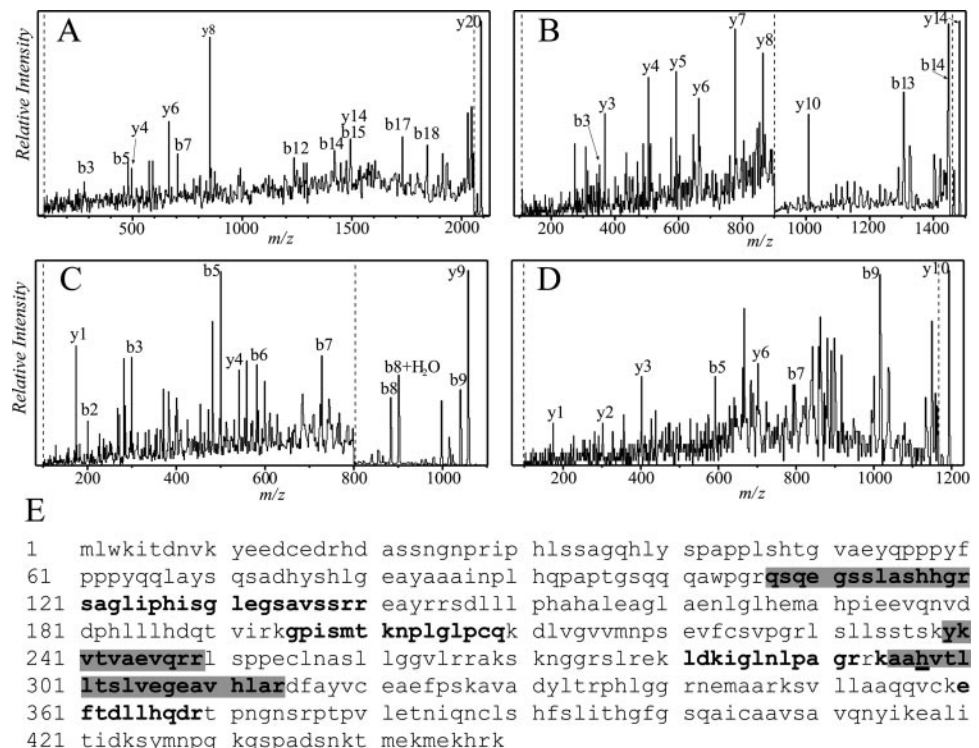 A
B
Relative Intensity
b3
b5
y4
y6
b7
y8
b12
b14
y14
b15
b17
b18
y20
500
1000
1500
2000
m/z
b3
y3
y4
y5
y6
y7
y8
y10
b13
y14
b14
200
400
600
800
1000
1200
1400
m/z
C
D
Relative Intensity
y1
b2
b3
b5
y4
b6
b7
b8+H2O
b8
b9
y9
200
400
600
800
1000
m/z
y1
y2
y3
b5
y6
b7
b9
y10
200
400
600
800
1000
1200
m/z
E
1 mlwkitdnvk yeedcedrhd assngnprip hlssagqhly spapplshtg vaeyqpppyf
61 pppyqqlays qsadhyshlg eayaaainpl hqpaptgsqq qawpgrqsqe gsslashhgr
121 sagliphisg legsavssrr eayrrsdlll phahaleagl aenlglhema hpieevqnvd
181 dphlllhdqt virkgpismt knplglpcqk dlvgvvmnps evfcsvpgrl sllsstskyk
241 vtvaevqrrl sppeclnasl lggvlrraks knggrslrek ldkiglnlpa grrkaahvtl
301 ltslvegeav hlardfayvc eaefpskava dyltrphlgg rnemaarksv llaaqqvcke
361 ftdllhqdrt pngnsrptpv letniqncls hfslithgfg sqaicaavsa vqnyikeali
421 tidksymnpg kgspadsnkt mekmekhrk